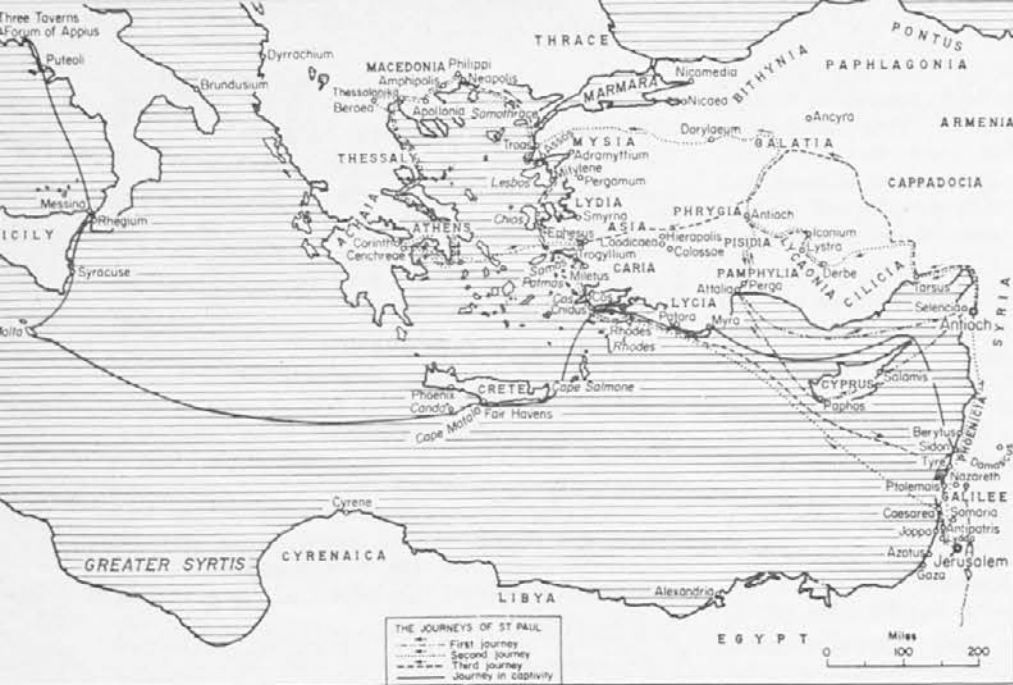 Three Taverns
Forum of Appius
Puteoli
Brundusium
Dyrrachium
THRACE
PONTUS
BITHYNIA
PAPHLAGONIA
MACEDONIA
Philippi
Amphipolis
Neapolis
Thessalonika
Beroea
Apollonia
Samothrace
MARMARA
Nicomedia
Nicaea
Ancyra
ARMENIA
Troas
Assos
MYSIA
Dorylaeum
GALATIA
THESSALY
Adramyttium
Mitylene
Lesbos
Pergamum
CAPPADOCIA
Messina
Rhegium
SICILY
Syracuse
ACHAIA
ATHENS
Corinthos
Cenchreae
Chios
LYDIA
Smyrna
ASIA
PHRYGIA
Antioch
Ephesus
Laodicaea
Hierapolis
Colossae
PISIDIA
Iconium
Lystra
LYCAONIA
Derbe
Trogyllium
Samos
Patmos
Miletus
CARIA
PAMPHYLIA
Attalia
Perga
CILICIA
Tarsus
Selencia
Antioch
SYRIA
Cos
Cos
Cnidus
LYCIA
Patara
Myra
Rhodes
Rhodes
Malta
CRETE
Cape Salmone
Phoenix
Canda
Cape Matala
Fair Havens
CYPRUS
Salamis
Paphos
PHOENICIA
Berytus
Sidon
Tyre
Damascus
Nazareth
Ptolemais
GALILEE
Caesarea
Samaria
Joppa
Antipatris
Lydda
Azotus
Jerusalem
Gaza
Cyrene
GREATER SYRTIS
CYRENAICA
LIBYA
Alexandria
EGYPT
THE JOURNEYS OF ST PAUL
First journey
Second journey
Third journey
Journey in captivity
Miles
0 100 200